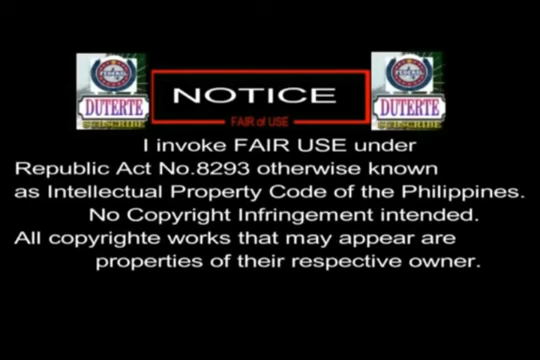 NOTICE
FAIR of USE
DUTERTE
SUBSCRIBE
DUTERTE
SUBSCRIBE
I invoke FAIR USE under
Republic Act No.8293 otherwise known
as Intellectual Property Code of the Philippines.
No Copyright Infringement intended.
All copyrighte works that may appear are
properties of their respective owner.